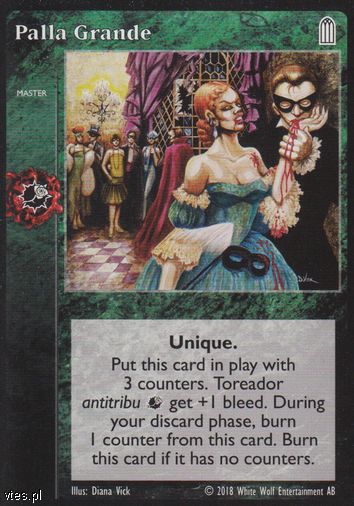 Palla Grande
MASTER
D.Vick
Unique.
Put this card in play with
3 counters. Toreador
antitribu get +1 bleed. During
your discard phase, burn
1 counter from this card. Burn
this card if it has no counters.
Illus: Diana Vick © 2018 White Wolf Entertainment AB
vtes.pl